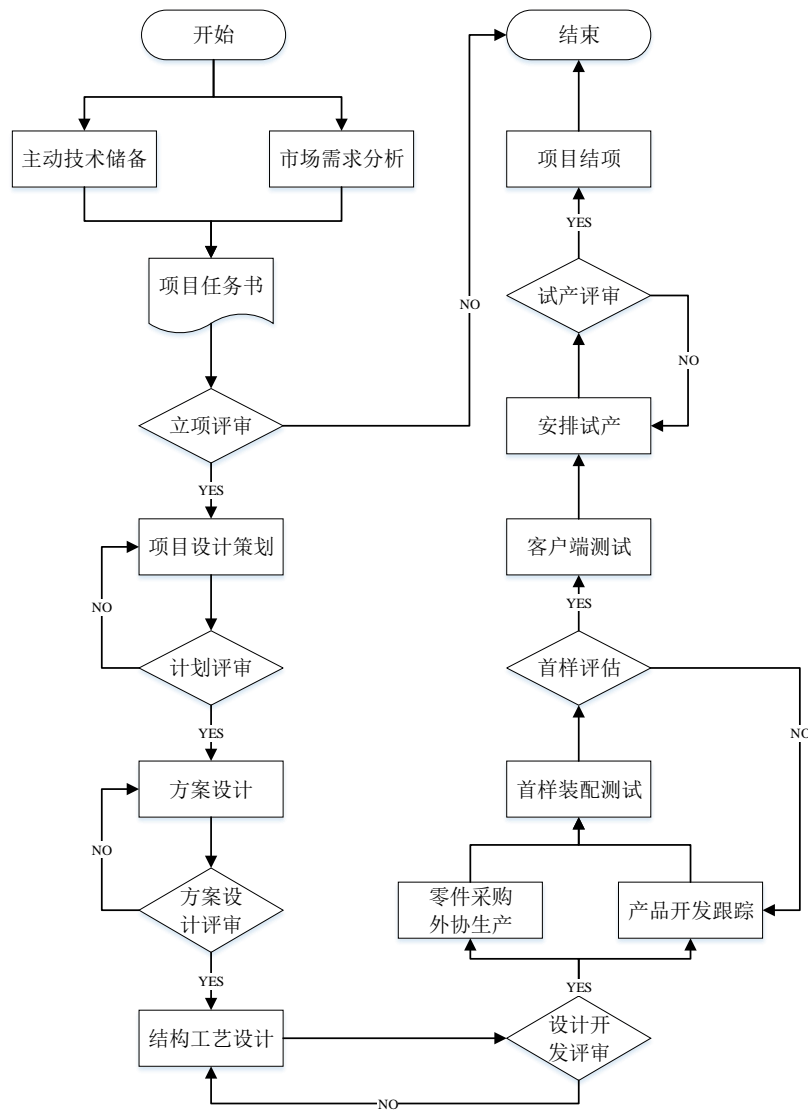 开始
结束
主动技术储备
市场需求分析
项目结项
YES
项目任务书
试产评审
NO
NO
立项评审
安排试产
YES
项目设计策划
客户端测试
NO
YES
计划评审
首样评估
YES
NO
方案设计
首样装配测试
NO
方案设
计评审
零件采购
外协生产
产品开发跟踪
YES
YES
结构工艺设计
设计开
发评审
NO